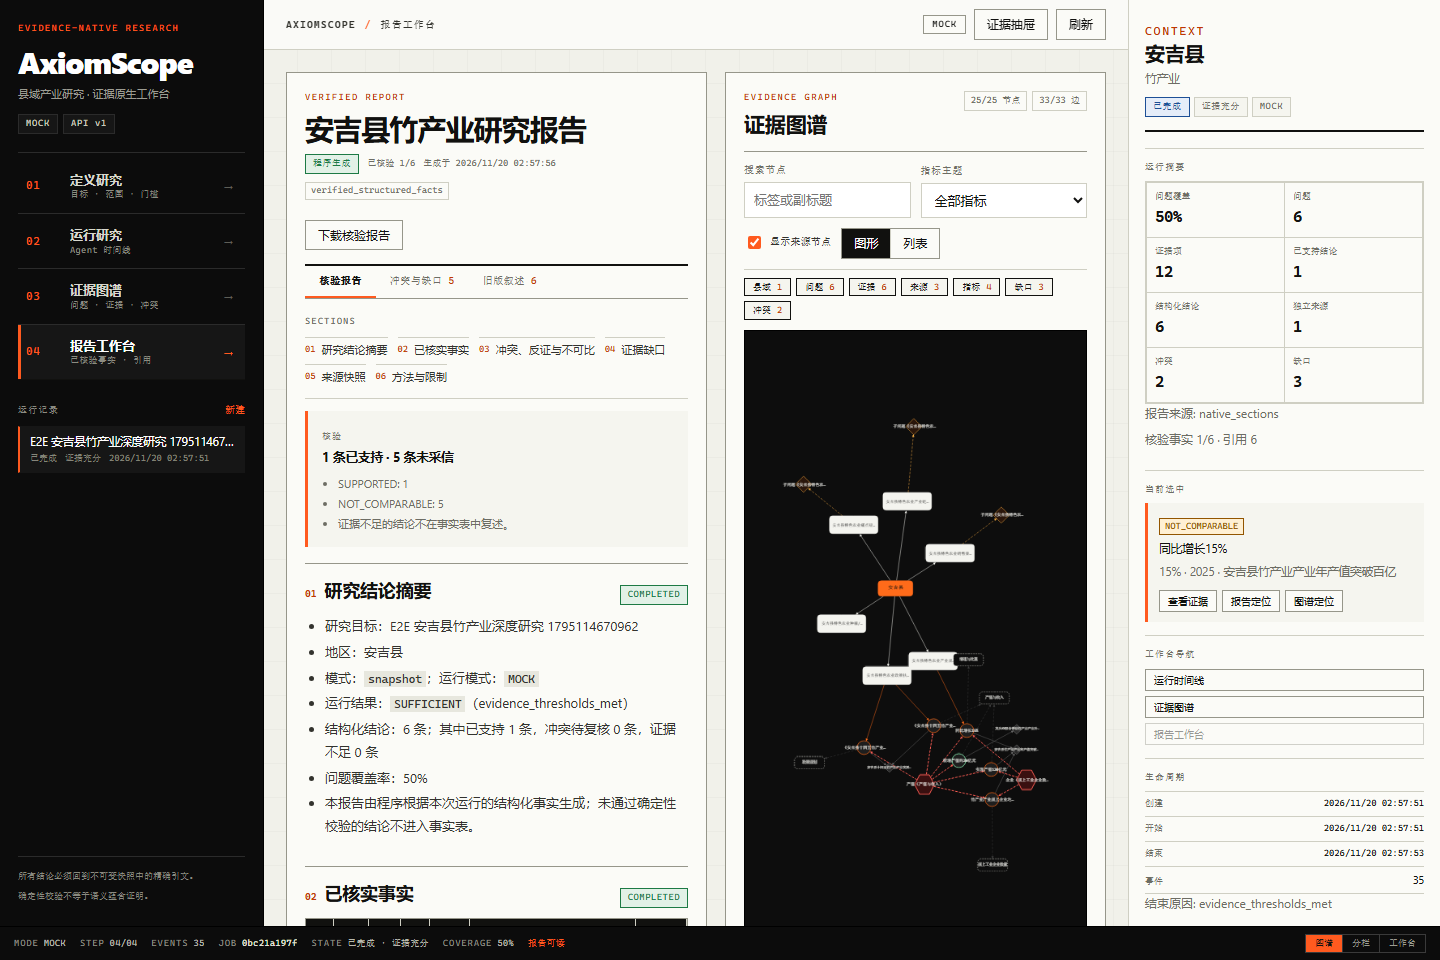 EVIDENCE-NATIVE RESEARCH
AxiomScope
县域产业研究 · 证据原生工作台
MOCK
API v1
01 定义研究 →
目标 · 范围 · 门槛
02 运行研究 →
Agent 时间线
03 证据图谱 →
问题 · 证据 · 冲突
04 报告工作台 →
已核验事实 · 引用
运行记录 新建
E2E 安吉县竹产业深度研究 179511467...
已完成 证据充分 2026/11/20 02:57:51
所有结论必须回到不可变快照中的精确引文。
确定性校验不等于语义蕴含证明。
AXIOMSCOPE / 报告工作台
MOCK
证据抽屉
刷新
VERIFIED REPORT
安吉县竹产业研究报告
程序生成 已核验 1/6 生成于 2026/11/20 02:57:56
verified_structured_facts
下载核验报告
核验报告 冲突与缺口 5 旧版叙述 6
SECTIONS
01 研究结论摘要 02 已核实事实 03 冲突、反证与不可比 04 证据缺口
05 来源快照 06 方法与限制
核验
1 条已支持 · 5 条未采信
SUPPORTED: 1
NOT_COMPARABLE: 5
证据不足的结论不在事实表中复述。
01 研究结论摘要 COMPLETED
研究目标：E2E 安吉县竹产业深度研究 1795114670962
地区：安吉县
模式：snapshot；运行模式：MOCK
运行结果：SUFFICIENT（evidence_thresholds_met）
结构化结论：6 条；其中已支持 1 条，冲突待复核 0 条，证据
不足 0 条
问题覆盖率：50%
本报告由程序根据本次运行的结构化事实生成；未通过确定性
校验的结论不进入事实表。
02 已核实事实 COMPLETED
EVIDENCE GRAPH
25/25 节点
33/33 边
证据图谱
搜索节点
指标主题
标签或副标题
全部指标
显示来源节点
图形
列表
县域 1
问题 6
证据 6
来源 3
指标 4
缺口 3
冲突 2
CONTEXT
安吉县
竹产业
已完成
证据充分
MOCK
运行摘要
问题覆盖 50%
问题 6
证据项 12
已支持结论 1
结构化结论 6
独立来源 1
冲突 2
缺口 3
报告来源: native_sections
核验事实 1/6 · 引用 6
当前选中
NOT_COMPARABLE
同比增长15%
15% · 2025 · 安吉县竹产业产业年产值突破百亿
查看证据
报告定位
图谱定位
工作台导航
运行时间线
证据图谱
报告工作台
生命周期
创建 2026/11/20 02:57:51
开始 2026/11/20 02:57:51
结束 2026/11/20 02:57:53
事件 35
结束原因: evidence_thresholds_met
MODE MOCK STEP 04/04 EVENTS 35 JOB 0bc21a197f STATE 已完成 · 证据充分 COVERAGE 50% 报告可读
图谱 分栏 工作台